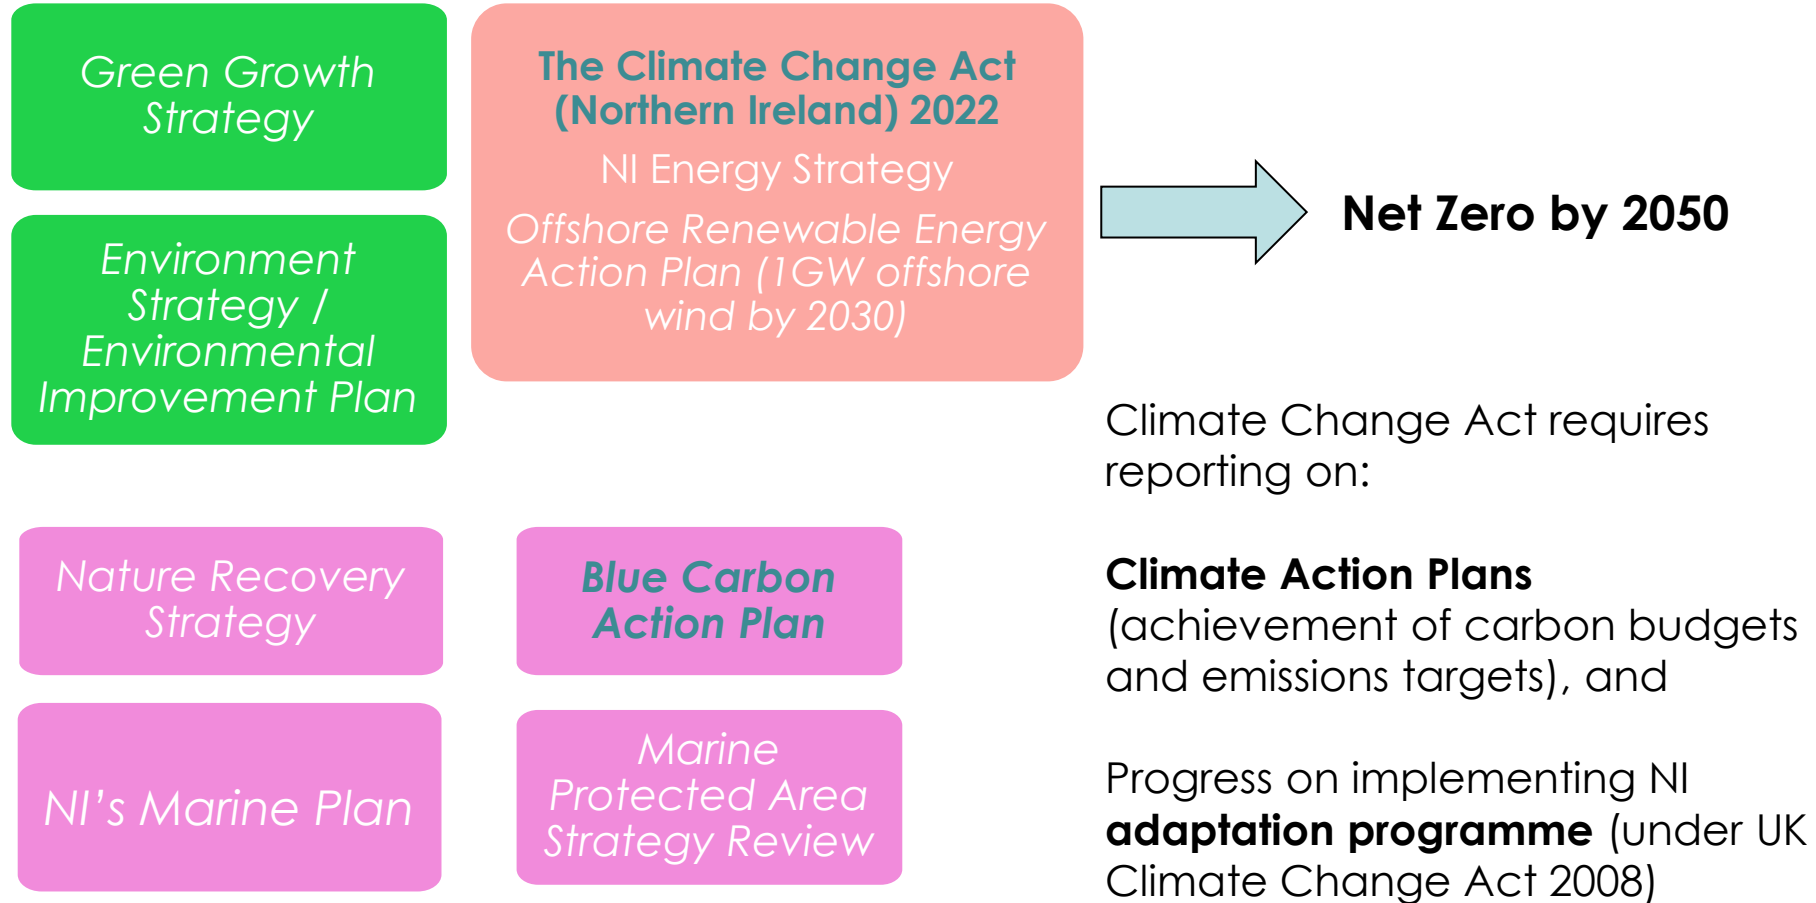 Green Growth
Strategy
The Climate Change Act
(Northern Ireland) 2022
NI Energy Strategy
Offshore Renewable Energy
Action Plan (1GW offshore
wind by 2030)
Net Zero by 2050
Environment
Strategy /
Environmental
Improvement Plan
Climate Change Act requires
reporting on:
Climate Action Plans
(achievement of carbon budgets
and emissions targets), and
Progress on implementing NI
adaptation programme (under UK
Climate Change Act 2008)
Nature Recovery
Strategy
Blue Carbon
Action Plan
NI's Marine Plan
Marine
Protected Area
Strategy Review